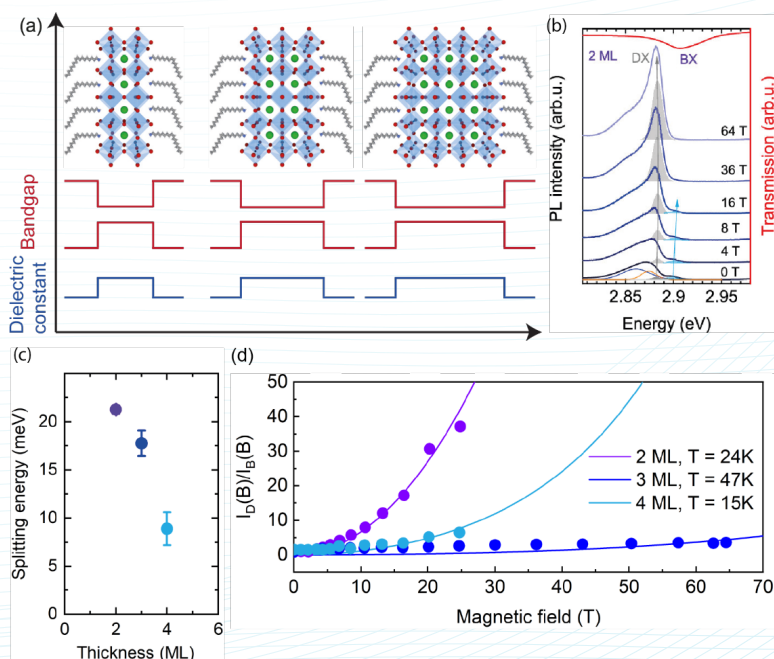 (a)
Bandgap
Dielectric
constant
(b)
2 ML
DX
BX
64 T
36 T
16 T
8 T
4 T
0 T
PL intensity (arb.u.)
Transmission (arb.u.)
2.85 2.9 2.95
Energy (eV)
(c)
Splitting energy (meV)
20
15
10
5
0
0 2 4 6
Thickness (ML)
(d)
I_D(B)/I_B(B)
50
40
30
20
10
0
2 ML, T = 24K
3 ML, T = 47K
4 ML, T = 15K
0 10 20 30 40 50 60 70
Magnetic field (T)